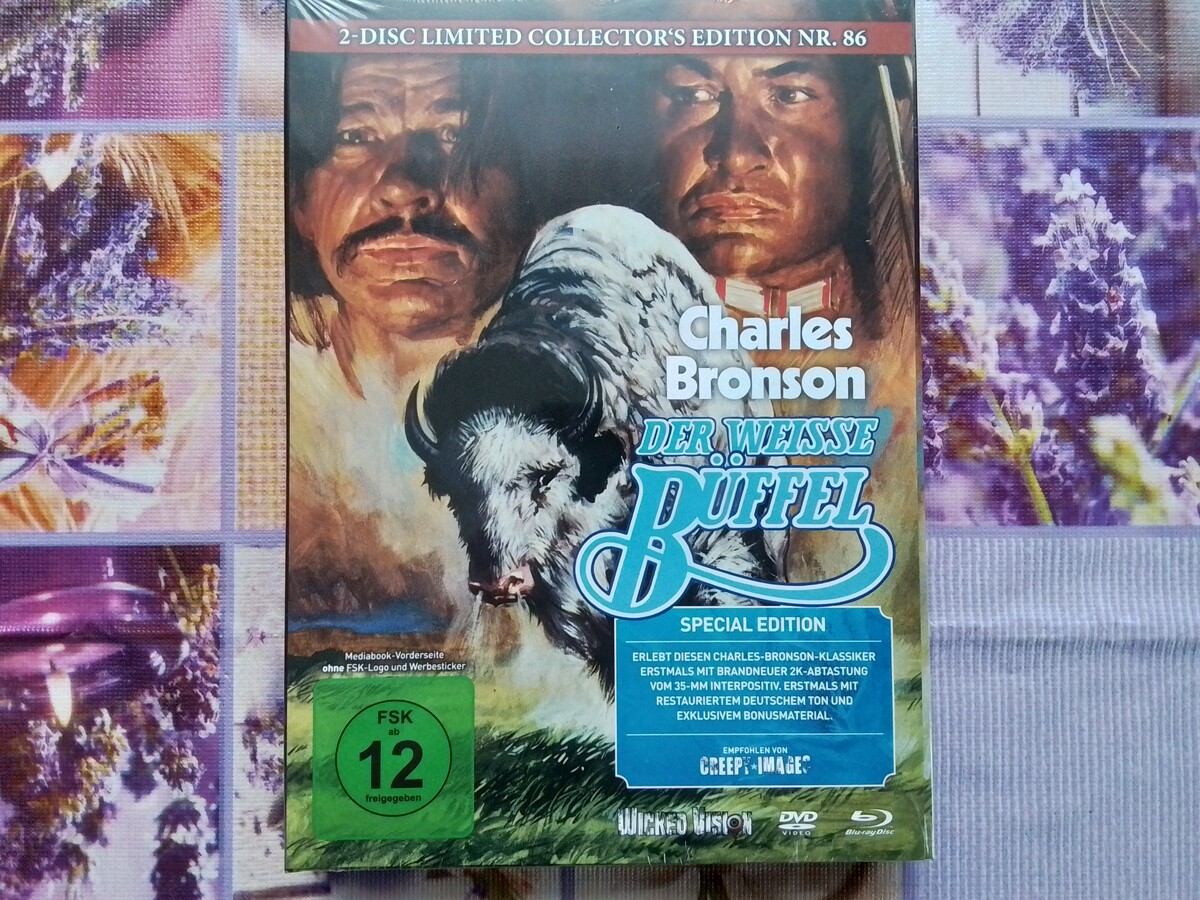 2-DISC LIMITED COLLECTOR'S EDITION NR. 86
Charles
Bronson
DER WEISSE
BÜFFEL
SPECIAL EDITION
ERLEBT DIESEN CHARLES-BRONSON-KLASSIKER
ERSTMALS MIT BRANDNEUER 2K-ABTASTUNG
VOM 35-MM INTERPOSITIV. ERSTMALS MIT
RESTAURIERTEM DEUTSCHEM TON UND
EXKLUSIVEM BONUSMATERIAL.
EMPFOHLEN VON
CREEPY★IMAGES
Mediabook-Vorderseite
ohne FSK-Logo und Werbesticker
FSK
ab
12
freigegeben
WICKED VISION
DVD
VIDEO
Blu-ray Disc